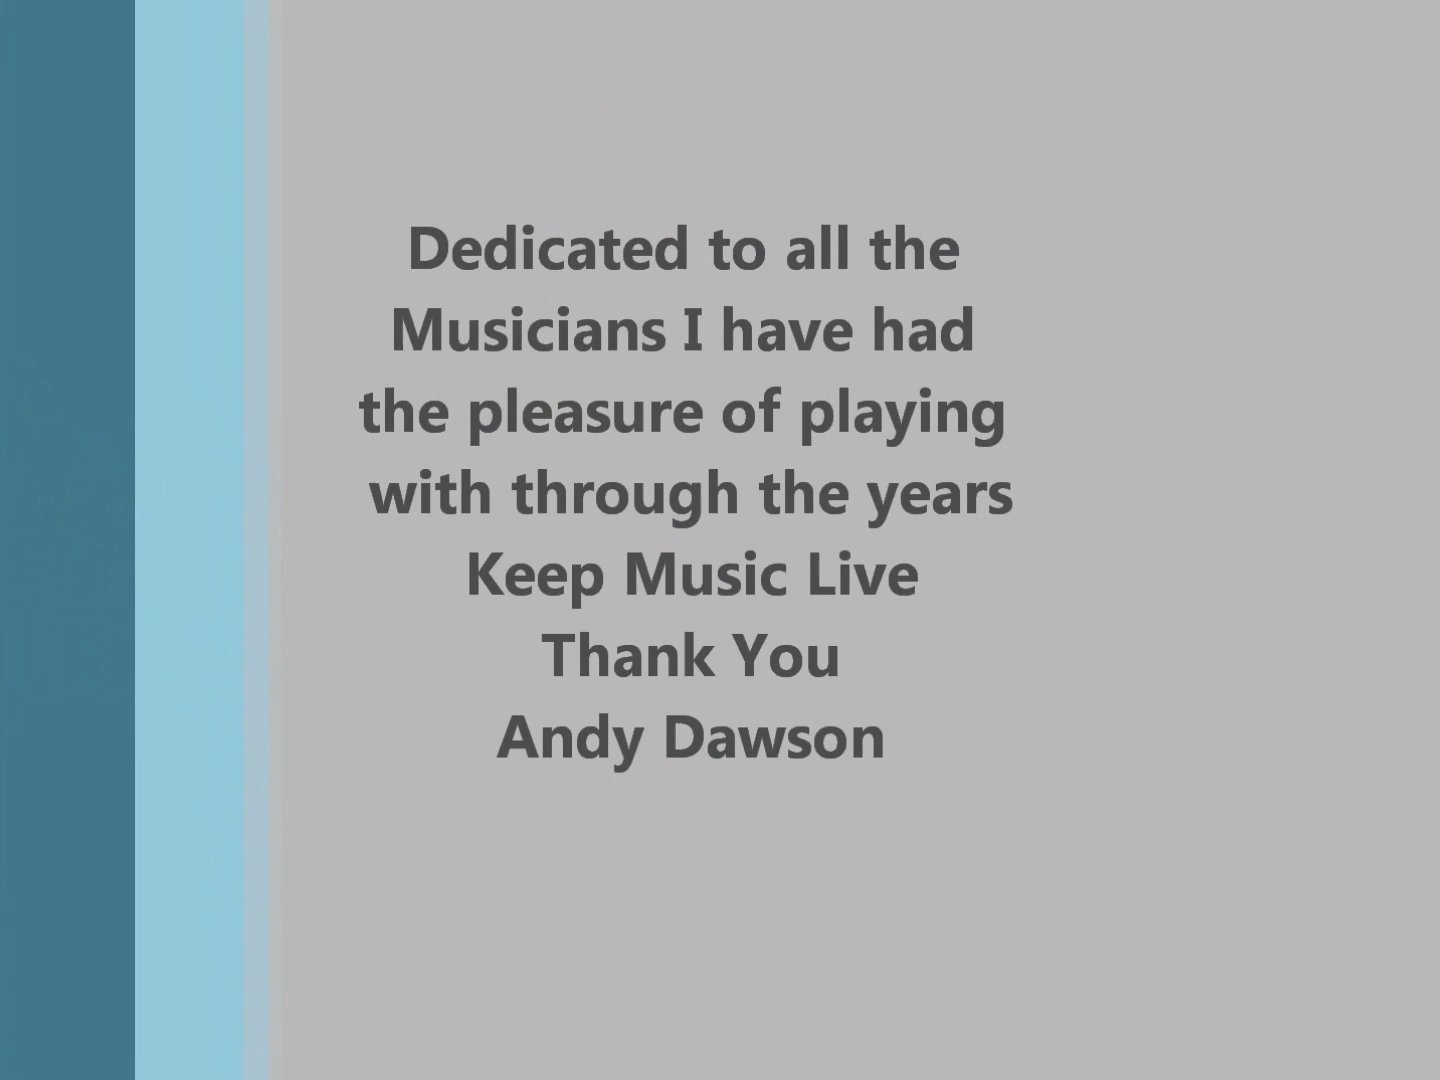 Dedicated to all the
Musicians I have had
the pleasure of playing
with through the years
Keep Music Live
Thank You
Andy Dawson